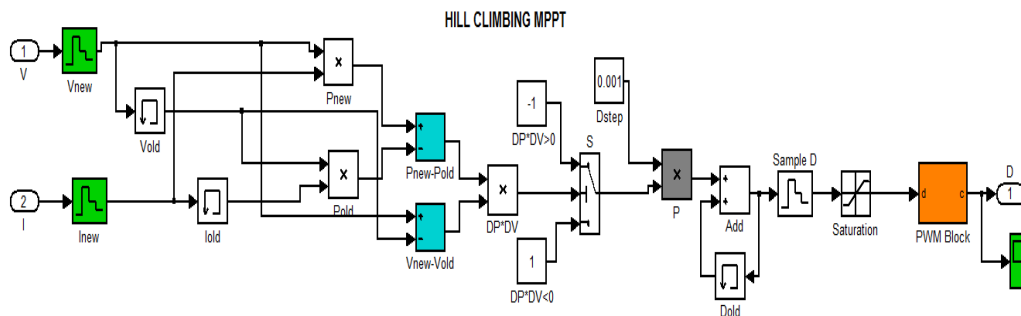 HILL CLIMBING MPPT
1
V
Vnew
Vold
×
Pnew
×
Pold
2
I
Inew
Iold
+
−
Pnew-Pold
+
−
Vnew-Vold
×
DP*DV
-1
DP*DV>0
1
DP*DV<0
S
0.001
Dstep
×
P
+
+
Add
Dold
Sample D
Saturation
d
c
PWM Block
D
1